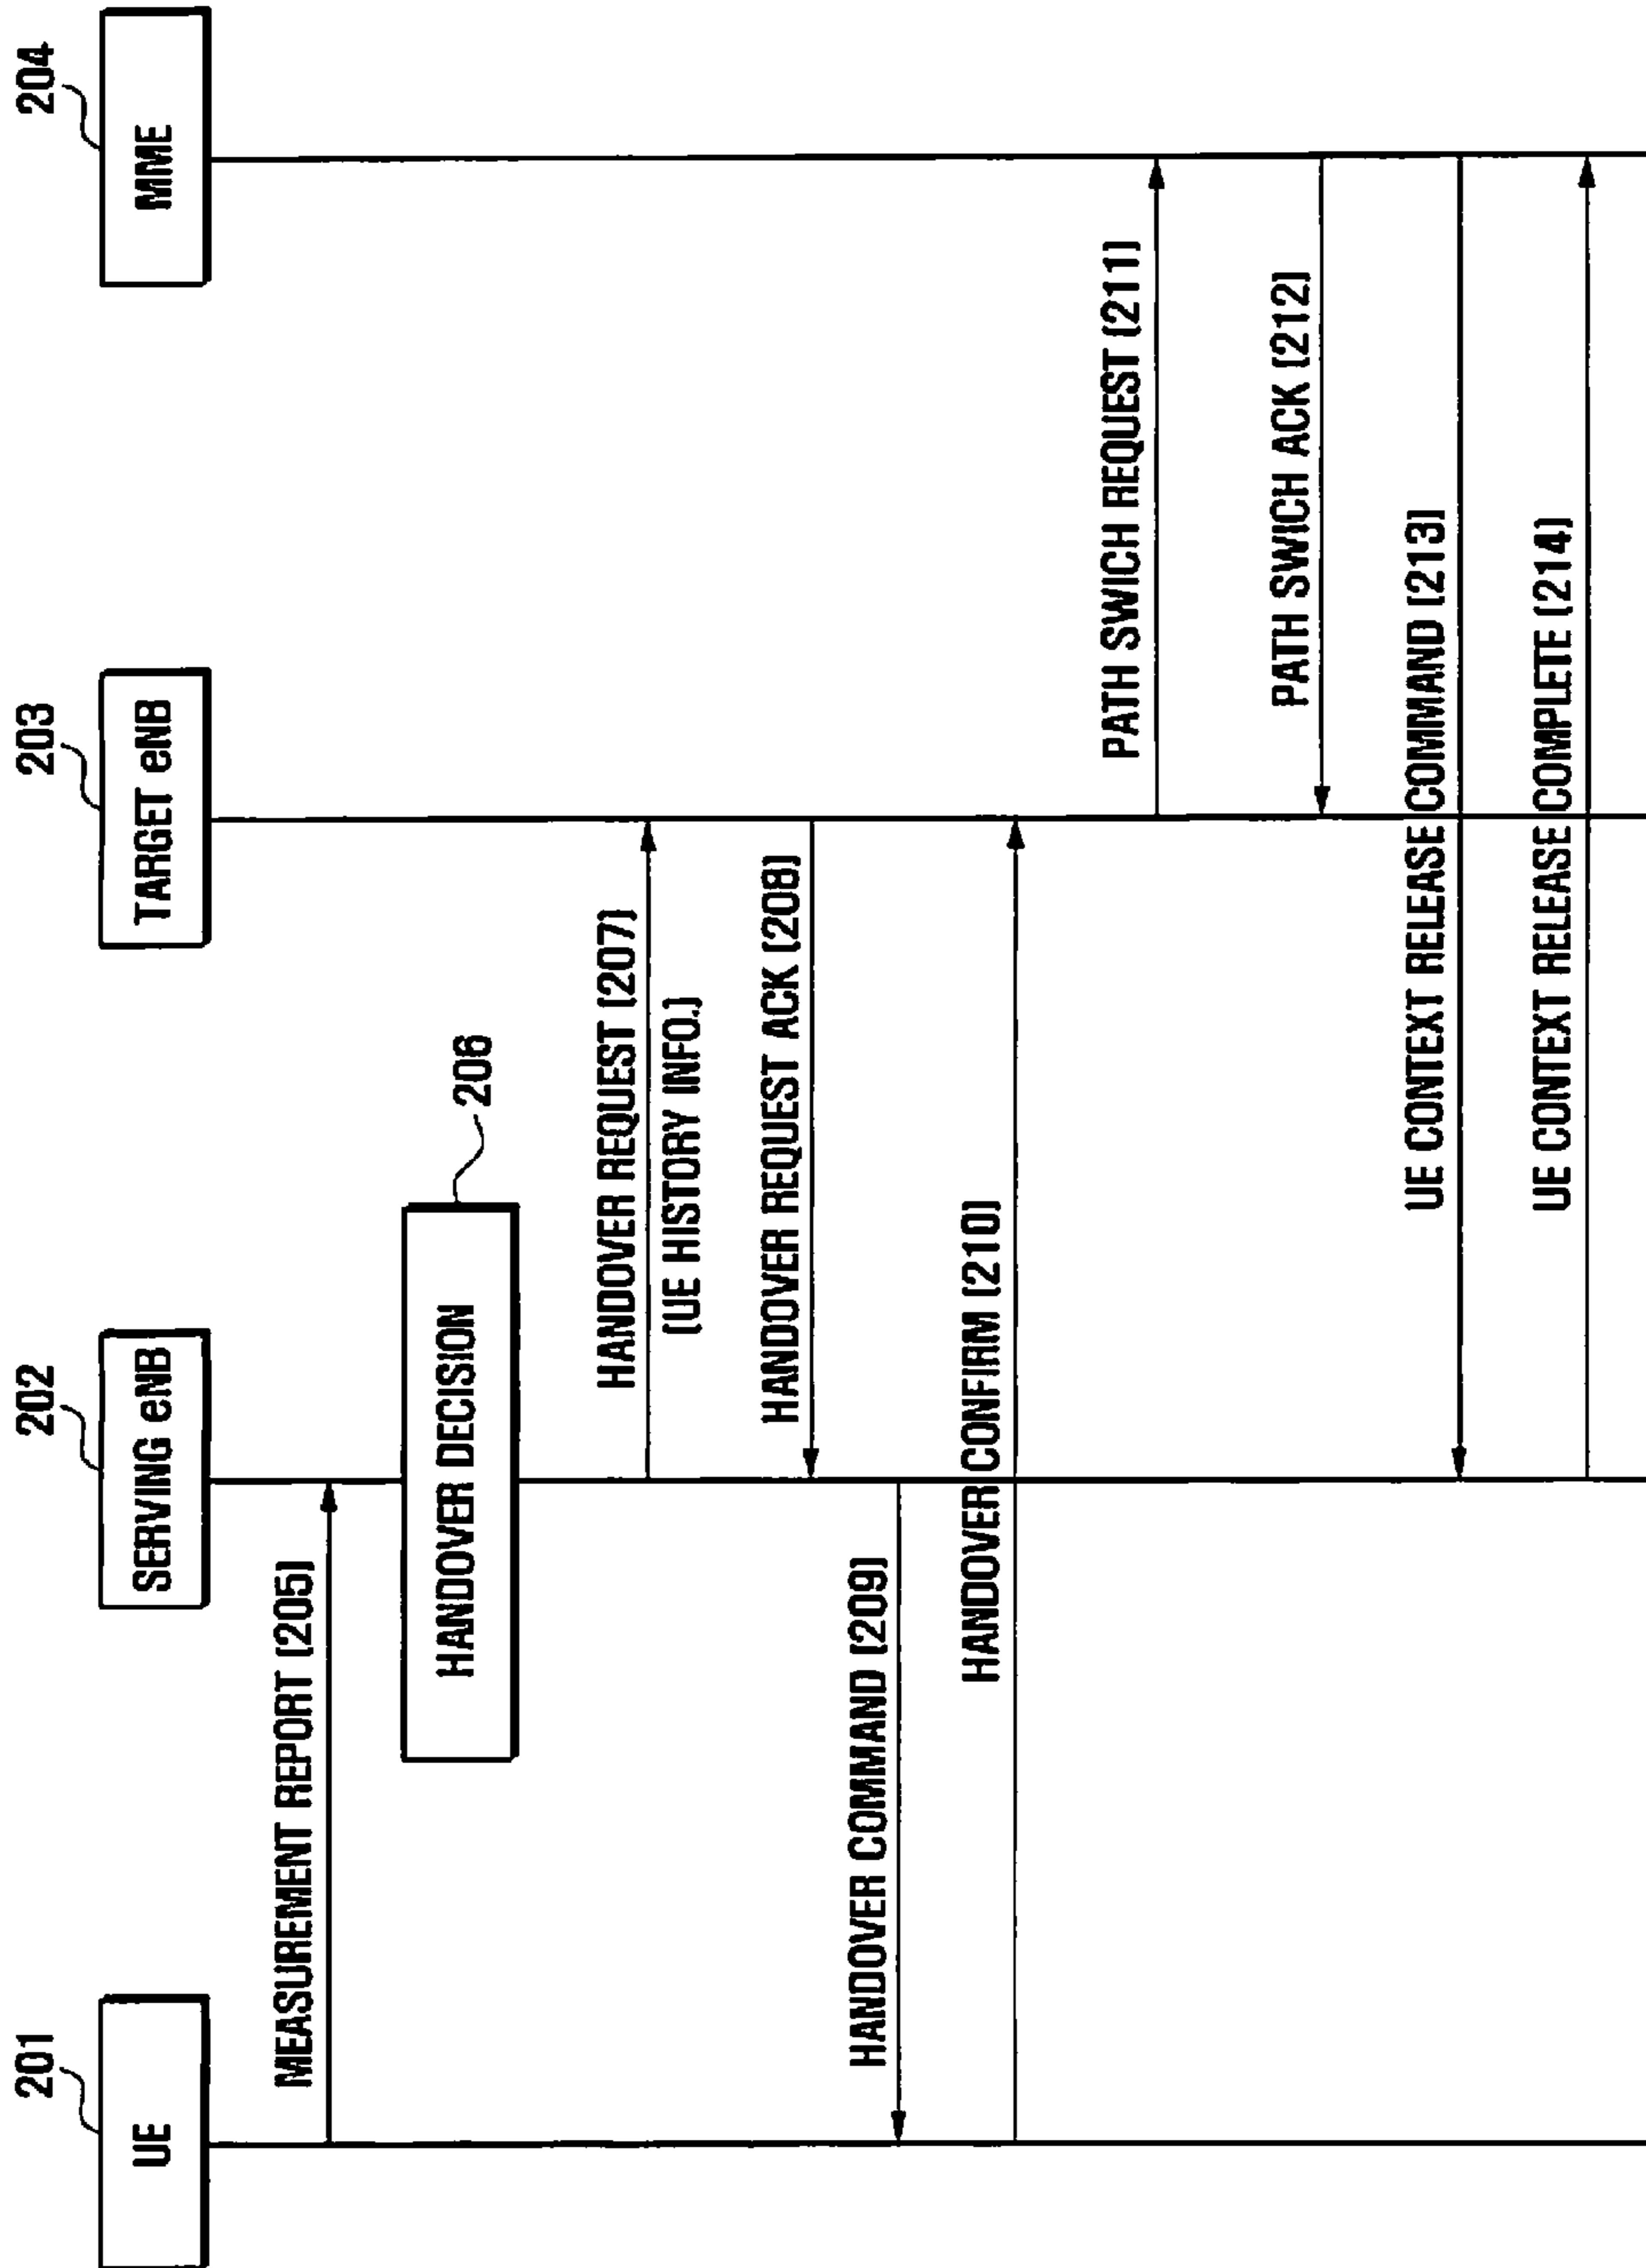 201
202
203
204
UE
SERVING eNB
TARGET eNB
MME
MEASUREMENT REPORT (205)
HANDOVER DECISION
206
HANDOVER REQUEST (207)
(UE HISTORY INFO.)
HANDOVER REQUEST ACK (208)
HANDOVER COMMAND (209)
HANDOVER CONFIRM (210)
PATH SWICH REQUEST (211)
PATH SWICH ACK (212)
UE CONTEXT RELEASE COMMAND (213)
UE CONTEXT RELEASE COMPLETE (214)